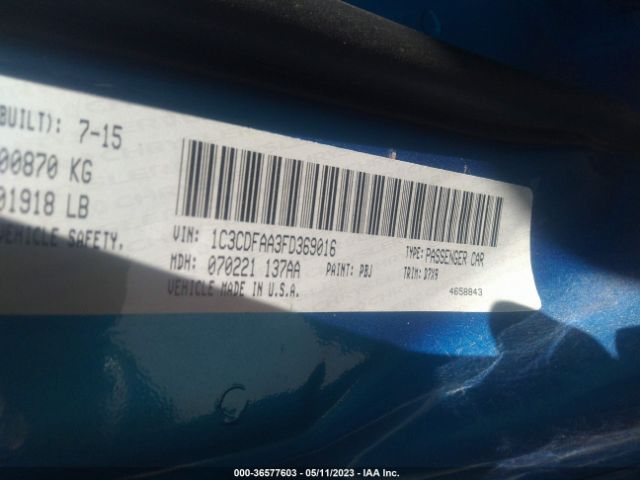 (BUILT): 7-15
00870 KG
01918 LB
VEHICLE SAFETY.
VIN: 1C3CDFAA3FD369016
TYPE: PASSENGER CAR
MDH: 070221 137AA
PAINT: PBJ
TRIM: D7X9
VEHICLE MADE IN U.S.A.
4658843
000-36577603 - 05/11/2023 - IAA Inc.